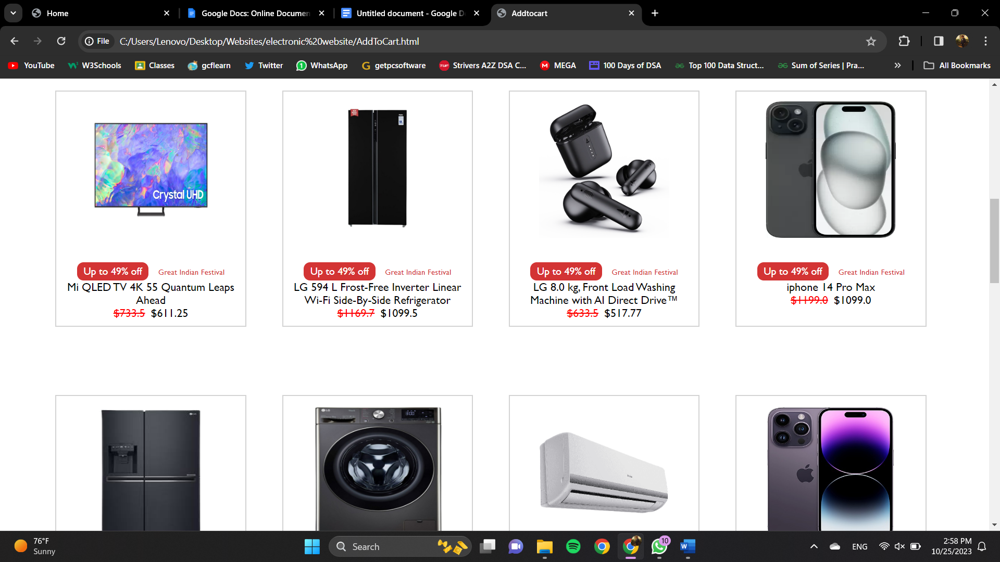 Home
Google Docs: Online Documen
Untitled document - Google D
Addtocart
File
C:/Users/Lenovo/Desktop/Websites/electronic%20website/AddToCart.html
YouTube
W3Schools
Classes
gcflearn
Twitter
WhatsApp
getpcsoftware
Strivers A2Z DSA C...
MEGA
100 Days of DSA
Top 100 Data Struct...
Sum of Series | Pra...
All Bookmarks
Crystal UHD
Up to 49% off Great Indian Festival
Mi QLED TV 4K 55 Quantum Leaps
Ahead
$733.5 $611.25
Up to 49% off Great Indian Festival
LG 594 L Frost-Free Inverter Linear
Wi-Fi Side-By-Side Refrigerator
$1169.7 $1099.5
Up to 49% off Great Indian Festival
LG 8.0 kg, Front Load Washing
Machine with AI Direct Drive™
$633.5 $517.77
Up to 49% off Great Indian Festival
iphone 14 Pro Max
$1199.0 $1099.0
LG
LG
3:00
76°F
Sunny
Search
10
ENG
2:58 PM
10/25/2023